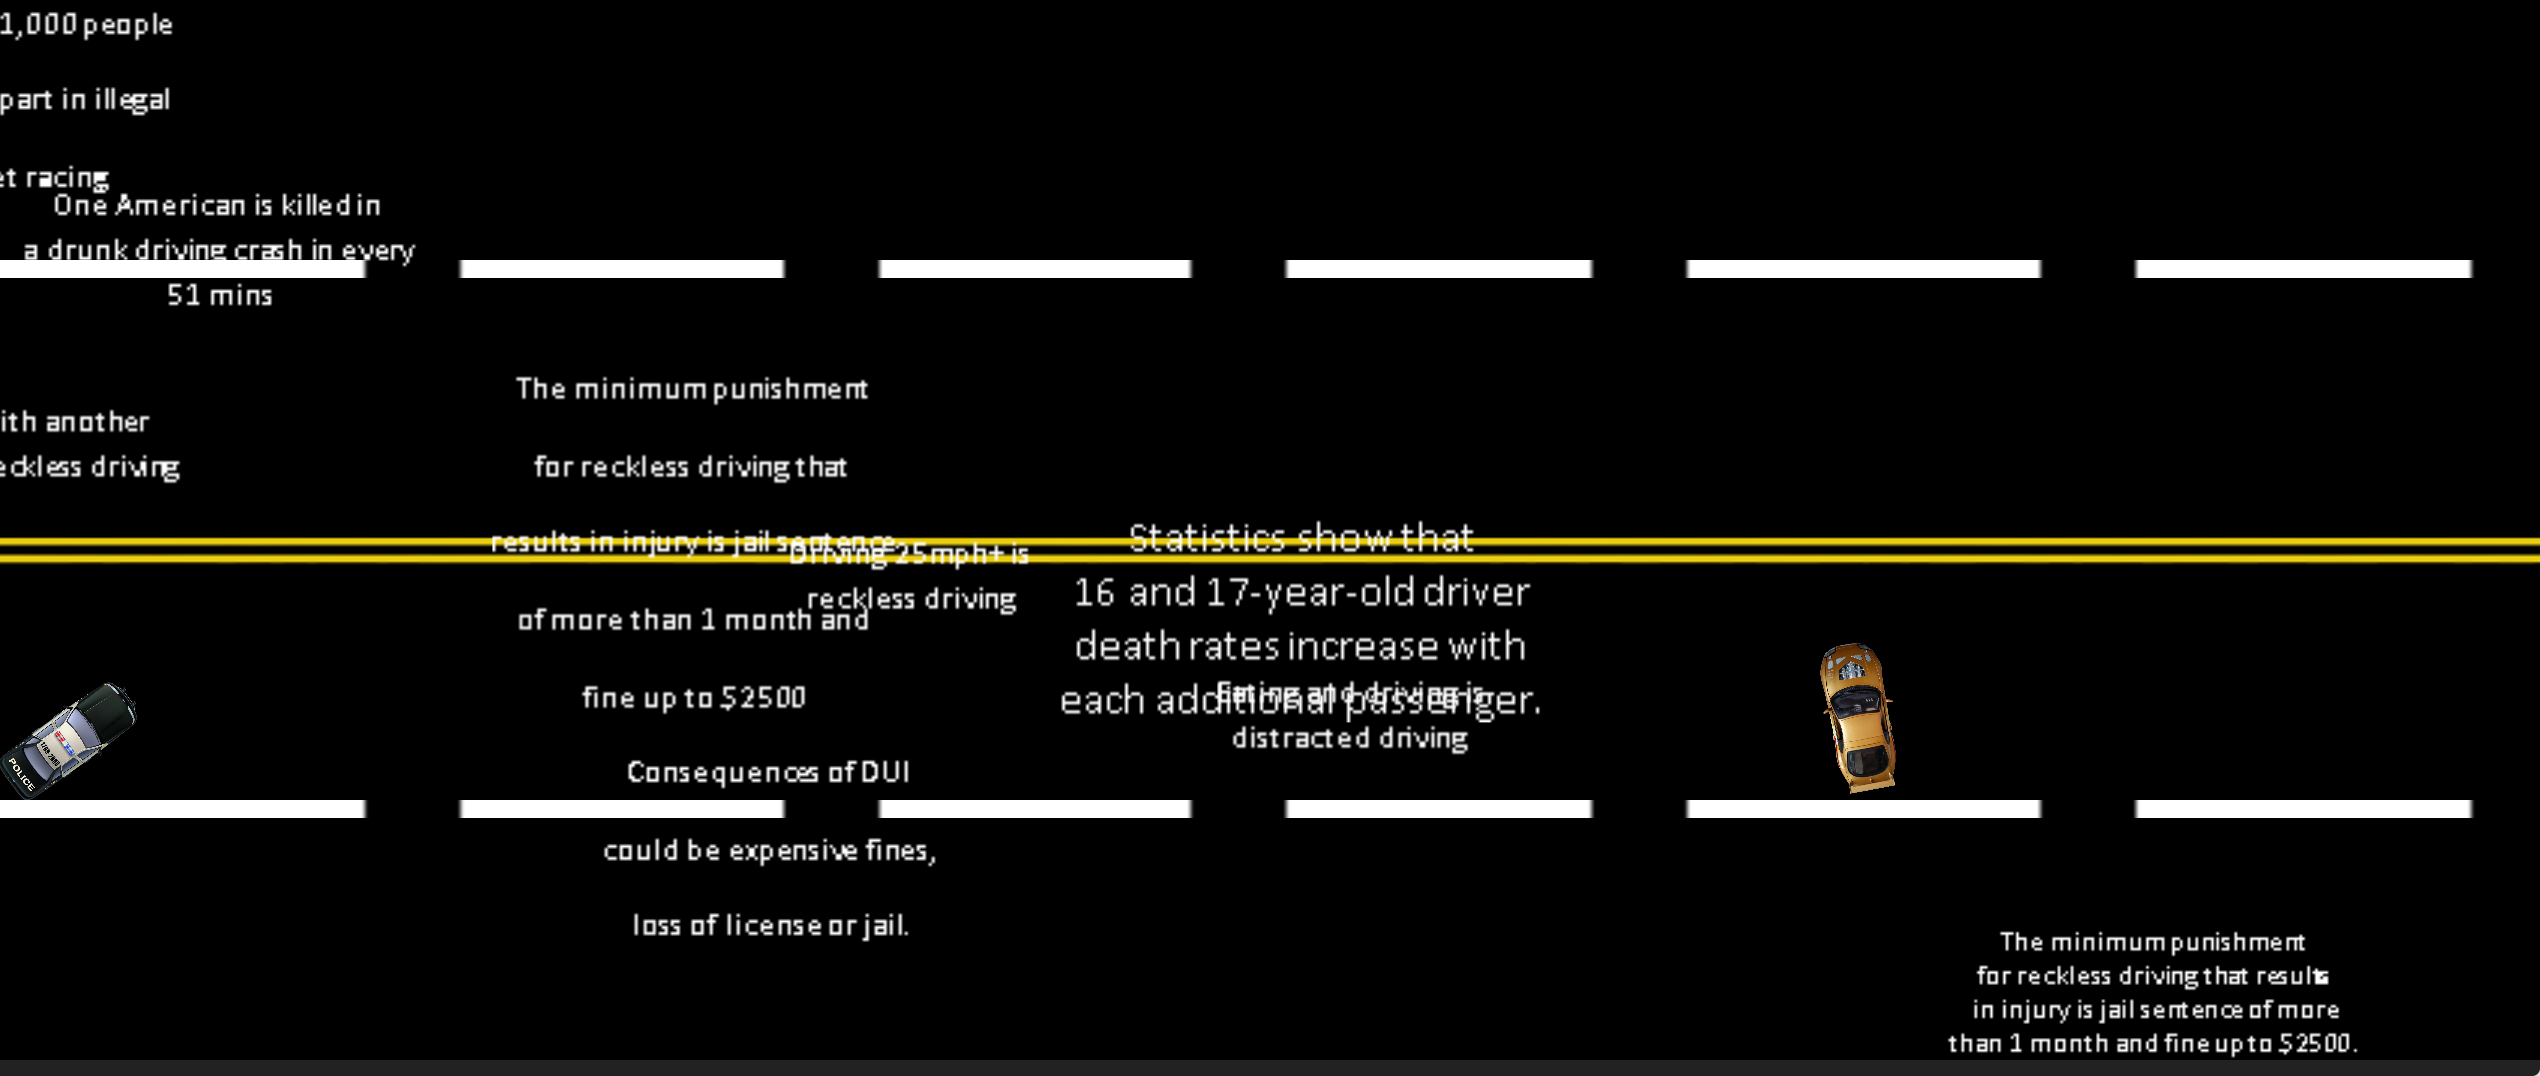 1,000 people
part in illegal
et racing
One American is killed in
a drunk driving crash in every
51 mins
ith another
eckless driving
The minimum punishment
for reckless driving that
results in injury is jail sentence
of more than 1 month and
fine up to $2500
Driving 25mph+ is
reckless driving
Statistics show that
16 and 17-year-old driver
death rates increase with
each additional passenger.
Eating and driving is
distracted driving
Consequences of DUI
could be expensive fines,
loss of license or jail.
POLICE
The minimum punishment
for reckless driving that results
in injury is jail sentence of more
than 1 month and fine up to $2500.